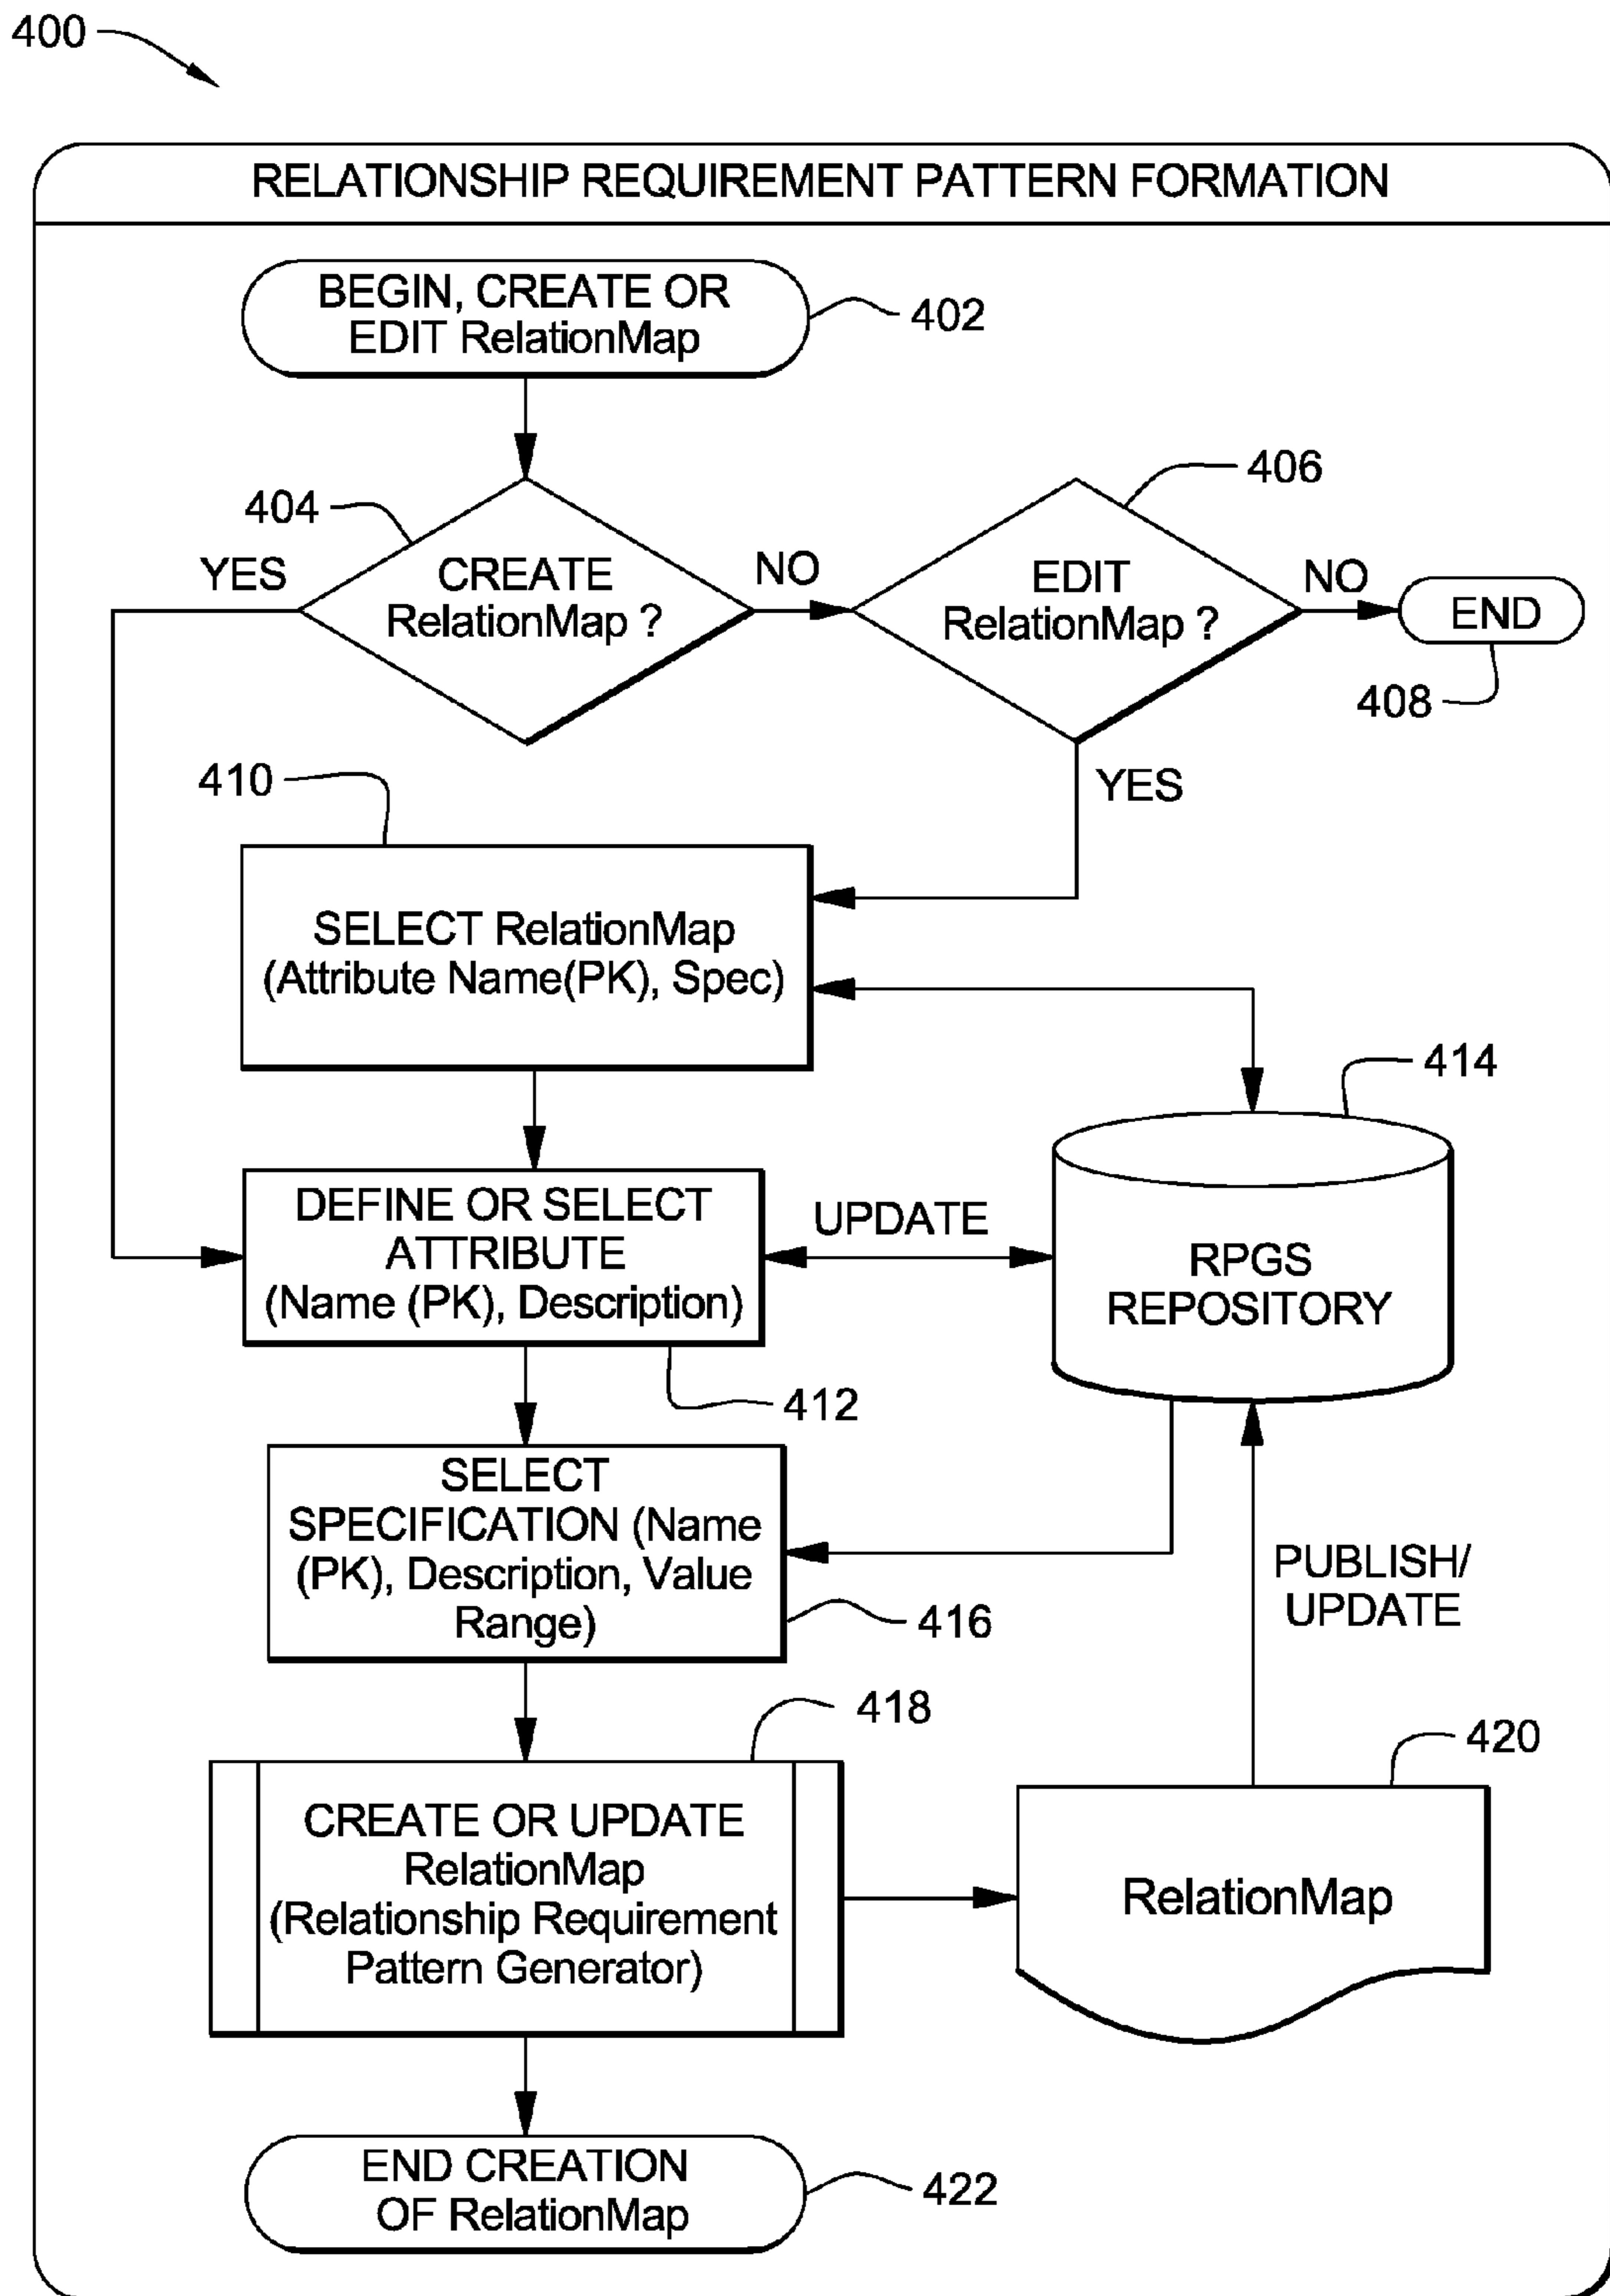 400
RELATIONSHIP REQUIREMENT PATTERN FORMATION
BEGIN, CREATE OR
EDIT RelationMap
402
404
406
YES
CREATE
RelationMap ?
NO
EDIT
RelationMap ?
NO
END
408
YES
410
SELECT RelationMap
(Attribute Name(PK), Spec)
414
DEFINE OR SELECT
ATTRIBUTE
(Name (PK), Description)
UPDATE
RPGS
REPOSITORY
412
SELECT
SPECIFICATION (Name
(PK), Description, Value
Range)
416
PUBLISH/
UPDATE
418
420
CREATE OR UPDATE
RelationMap
(Relationship Requirement
Pattern Generator)
RelationMap
END CREATION
OF RelationMap
422